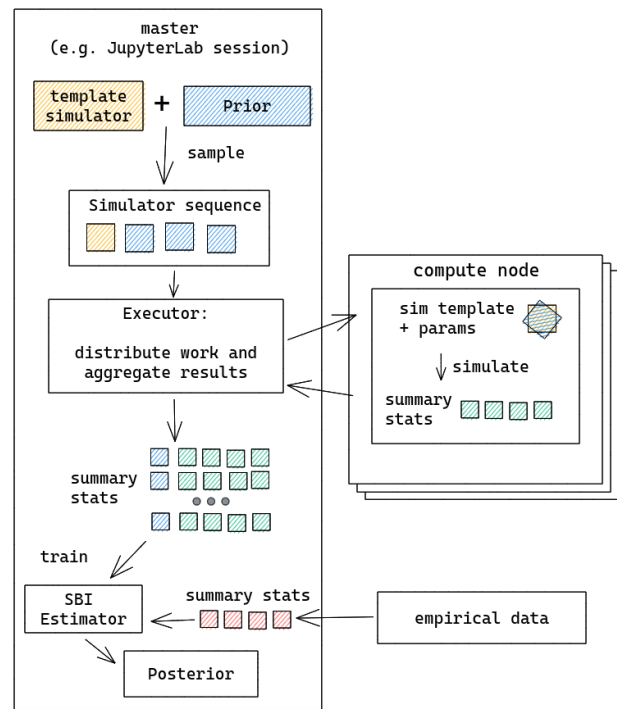 master
(e.g. JupyterLab session)
template
simulator
+
Prior
sample
Simulator sequence
Executor:
distribute work and
aggregate results
compute node
sim template
+ params
simulate
summary
stats
summary
stats
train
SBI
Estimator
summary stats
empirical data
Posterior